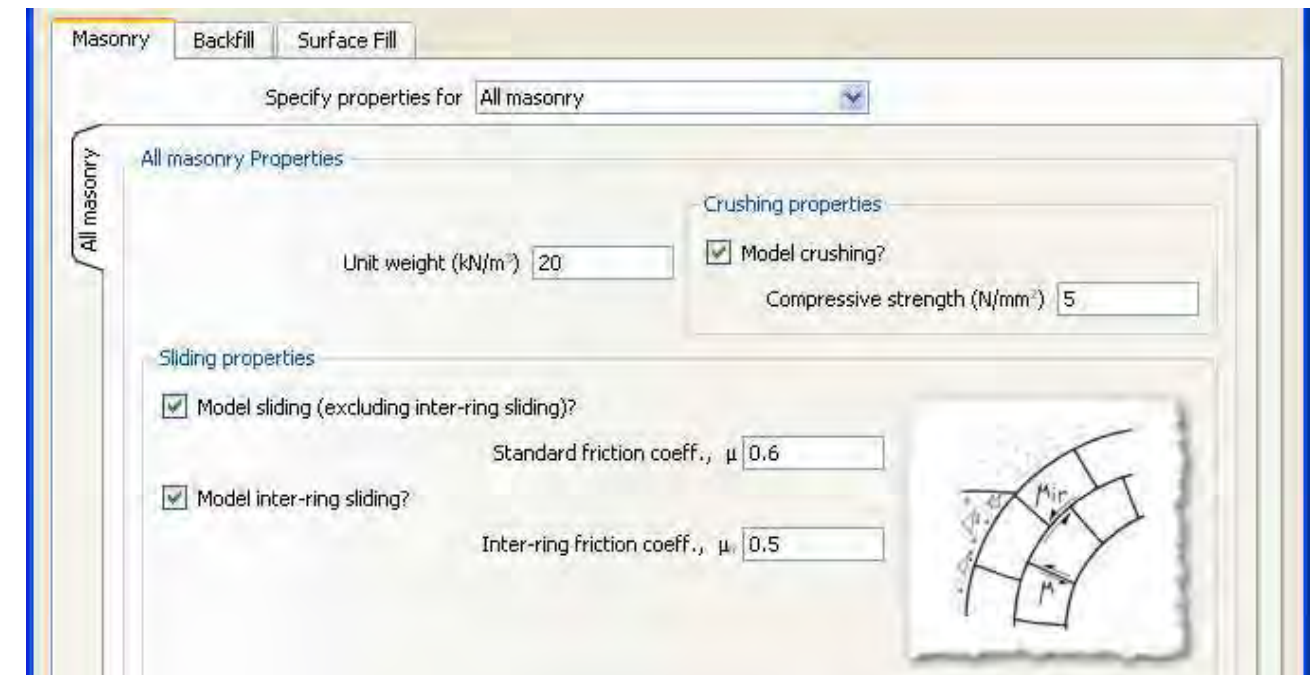 Masonry Backfill Surface Fill
Specify properties for All masonry
All masonry
All masonry Properties
Crushing properties
Model crushing?
Unit weight (kN/m³) 20
Compressive strength (N/mm²) 5
Sliding properties
Model sliding (excluding inter-ring sliding)?
Standard friction coeff., μ 0.6
Model inter-ring sliding?
Inter-ring friction coeff., μ 0.5
μir
μ